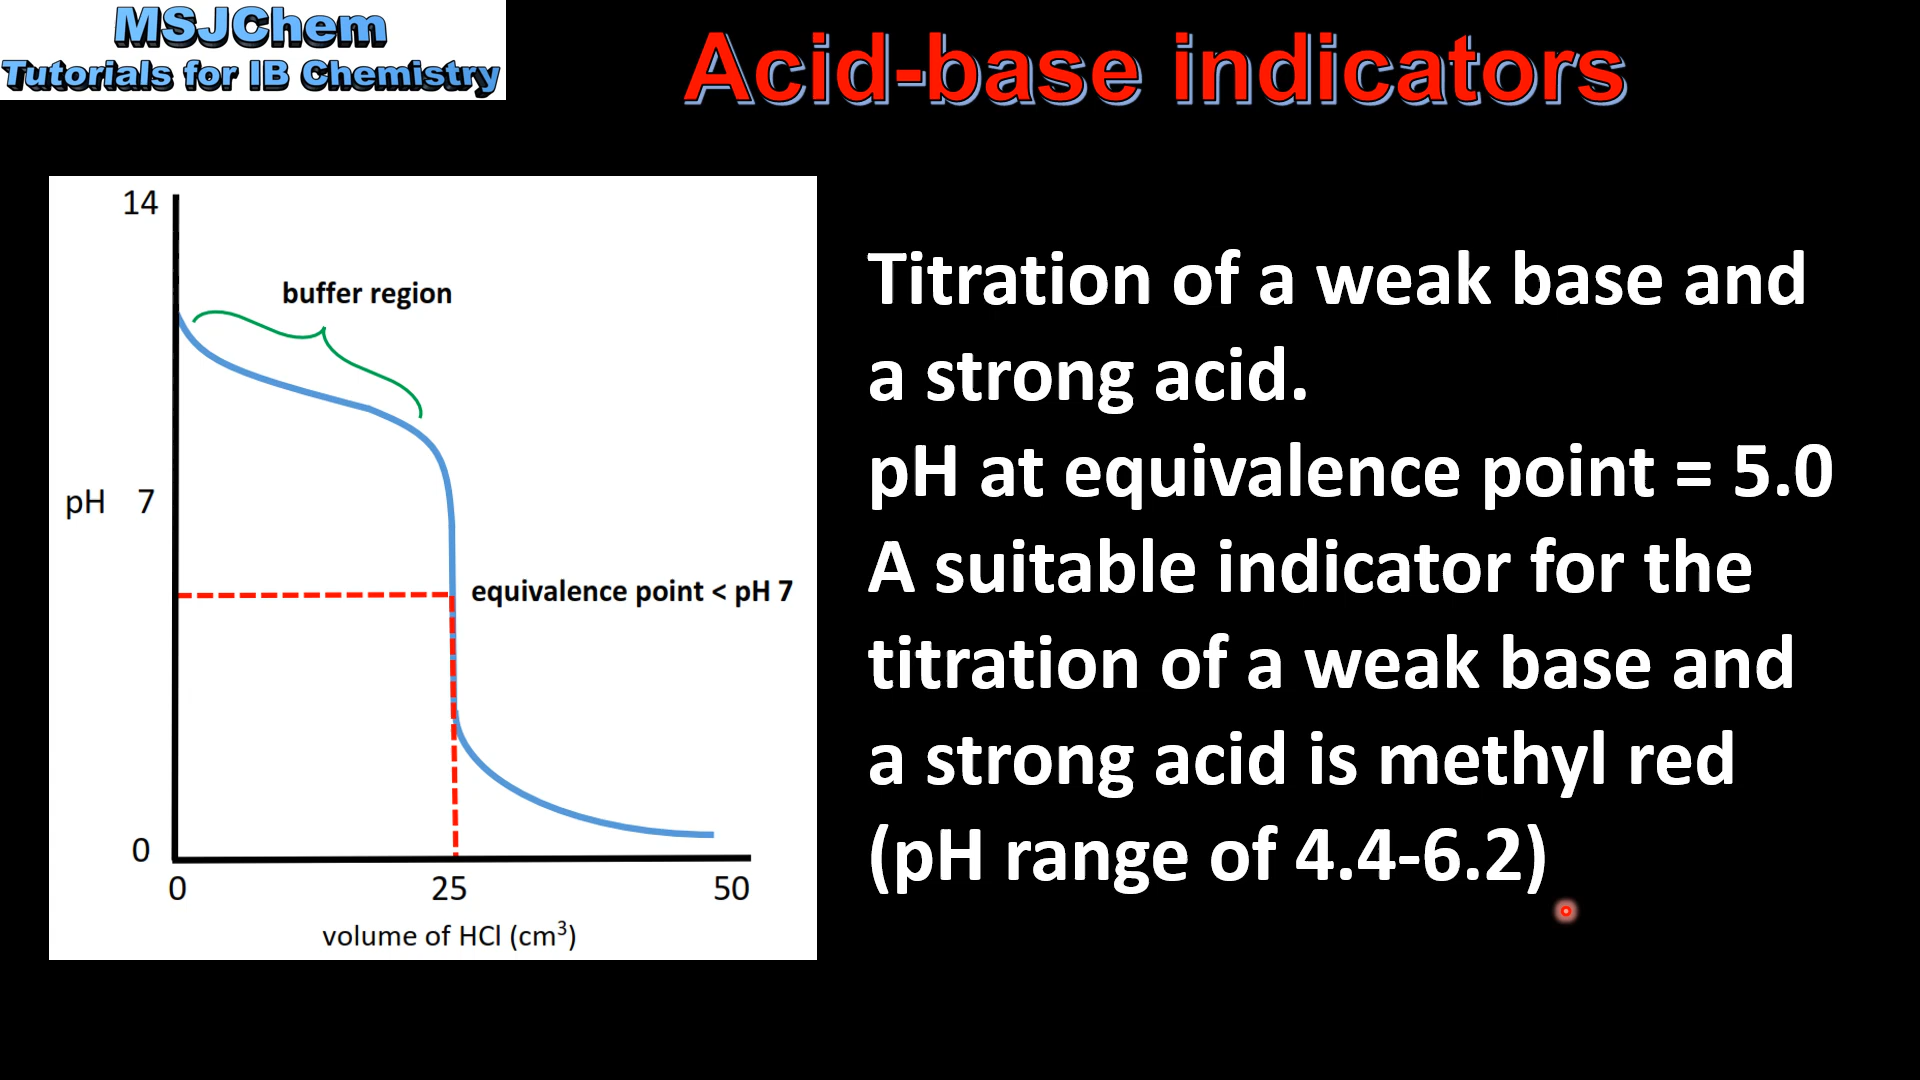 MSJChem
Tutorials for IB Chemistry
Acid-base indicators
14
buffer region
pH 7
equivalence point < pH 7
0
0 25 50
volume of HCl (cm³)
Titration of a weak base and
a strong acid.
pH at equivalence point = 5.0
A suitable indicator for the
titration of a weak base and
a strong acid is methyl red
(pH range of 4.4-6.2)